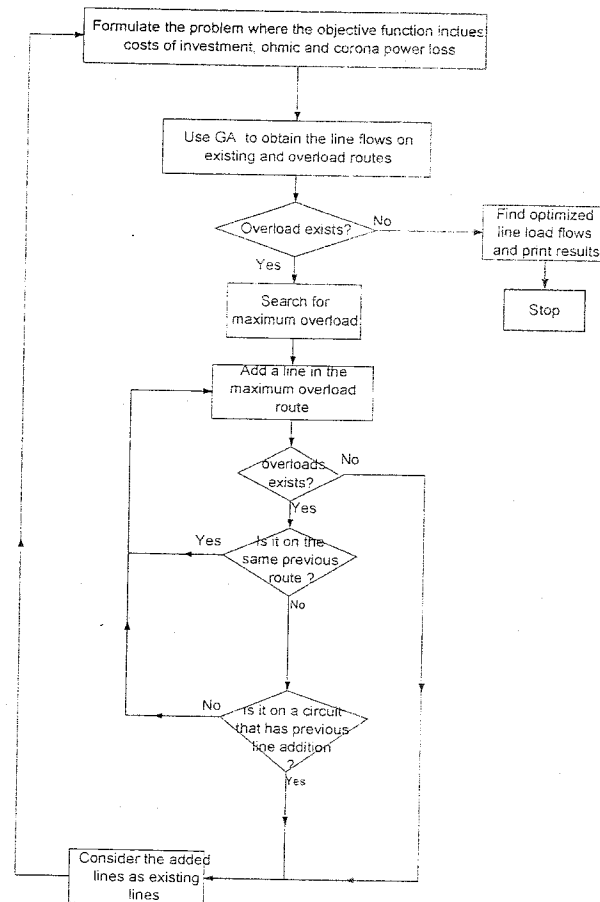 Formulate the problem where the objective function inclues
costs of investment, ohmic and corona power loss
Use GA to obtain the line flows on
existing and overload routes
Overload exists?
No
Find optimized
line load flows
and print results
Stop
Yes
Search for
maximum overload
Add a line in the
maximum overload
route
overloads
exists?
No
Yes
Is it on the
same previous
route ?
Yes
No
Is it on a circuit
that has previous
line addition
?
No
Yes
Consider the added
lines as existing
lines